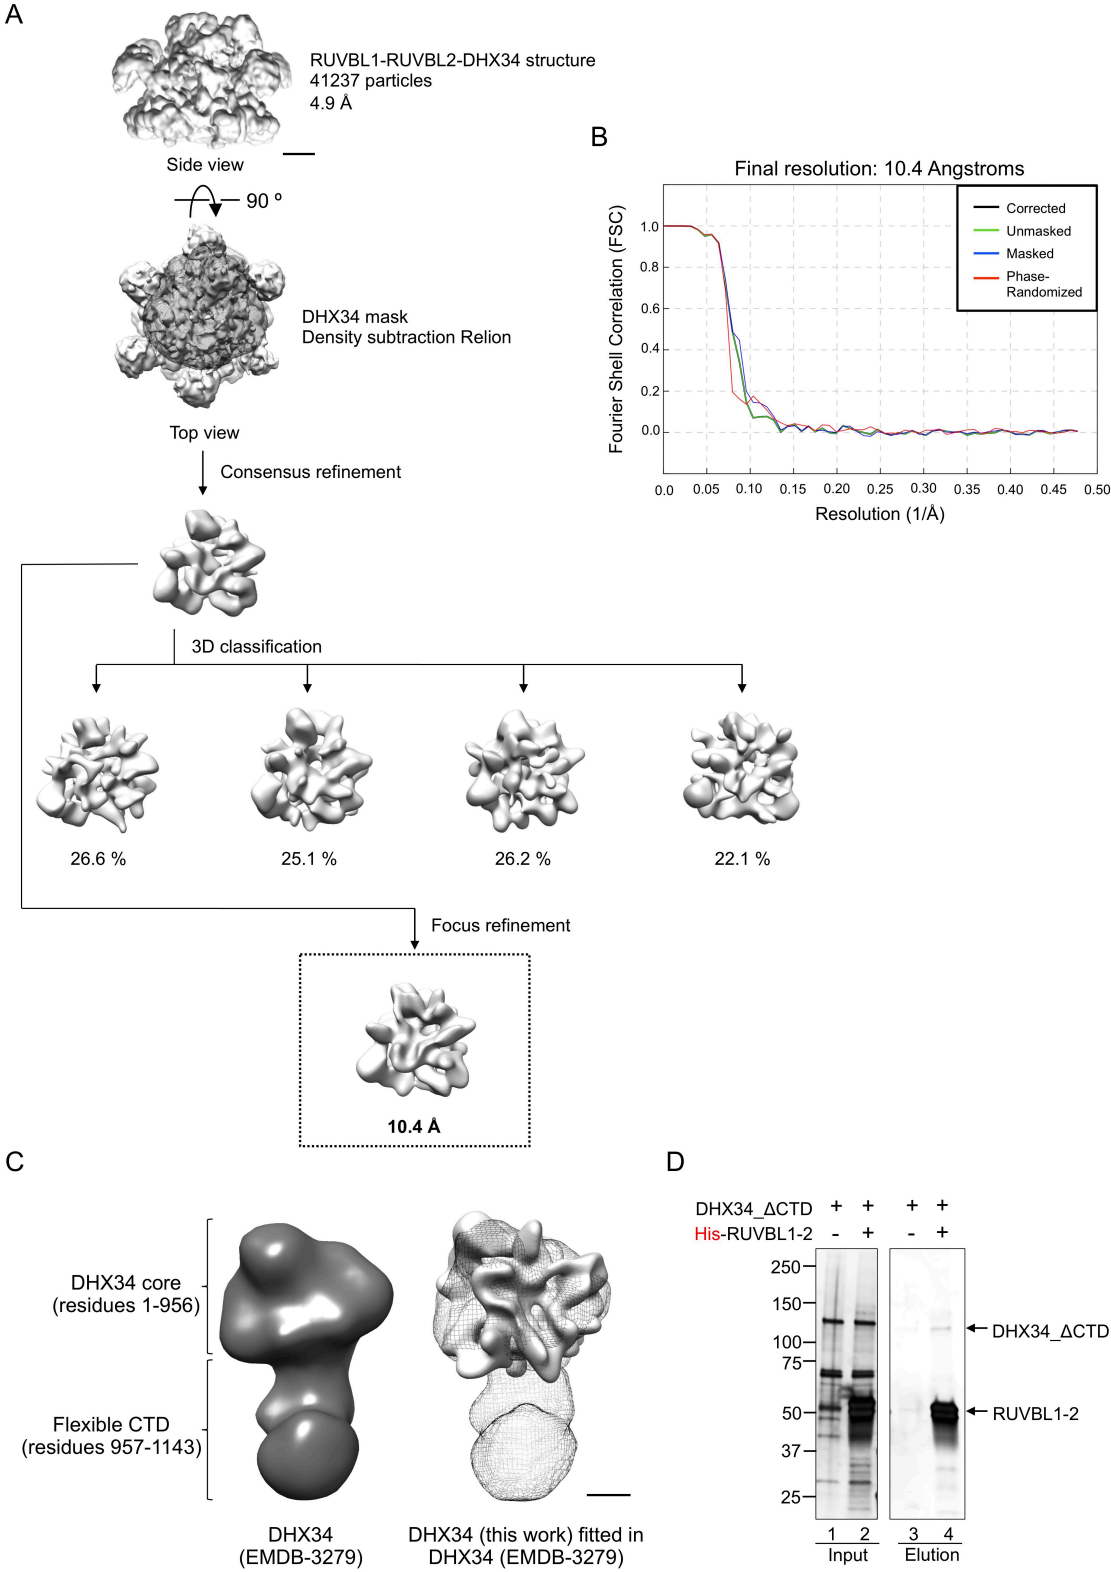 A
RUVBL1-RUVBL2-DHX34 structure
41237 particles
4.9 Å
Side view
90 º
DHX34 mask
Density subtraction Relion
Top view
Consensus refinement
3D classification
26.6 %
25.1 %
26.2 %
22.1 %
Focus refinement
10.4 Å
B
Final resolution: 10.4 Angstroms
Fourier Shell Correlation (FSC)
1.0
0.8
0.6
0.4
0.2
0.0
Corrected
Unmasked
Masked
Phase-
Randomized
0.0 0.05 0.10 0.15 0.20 0.25 0.30 0.35 0.40 0.45 0.50
Resolution (1/Å)
C
DHX34 core
(residues 1-956)
Flexible CTD
(residues 957-1143)
DHX34
(EMDB-3279)
DHX34 (this work) fitted in
DHX34 (EMDB-3279)
D
DHX34_ΔCTD + + + +
His-RUVBL1-2 - + - +
250
150
100
75
50
37
25
DHX34_ΔCTD
RUVBL1-2
1 2 3 4
Input Elution